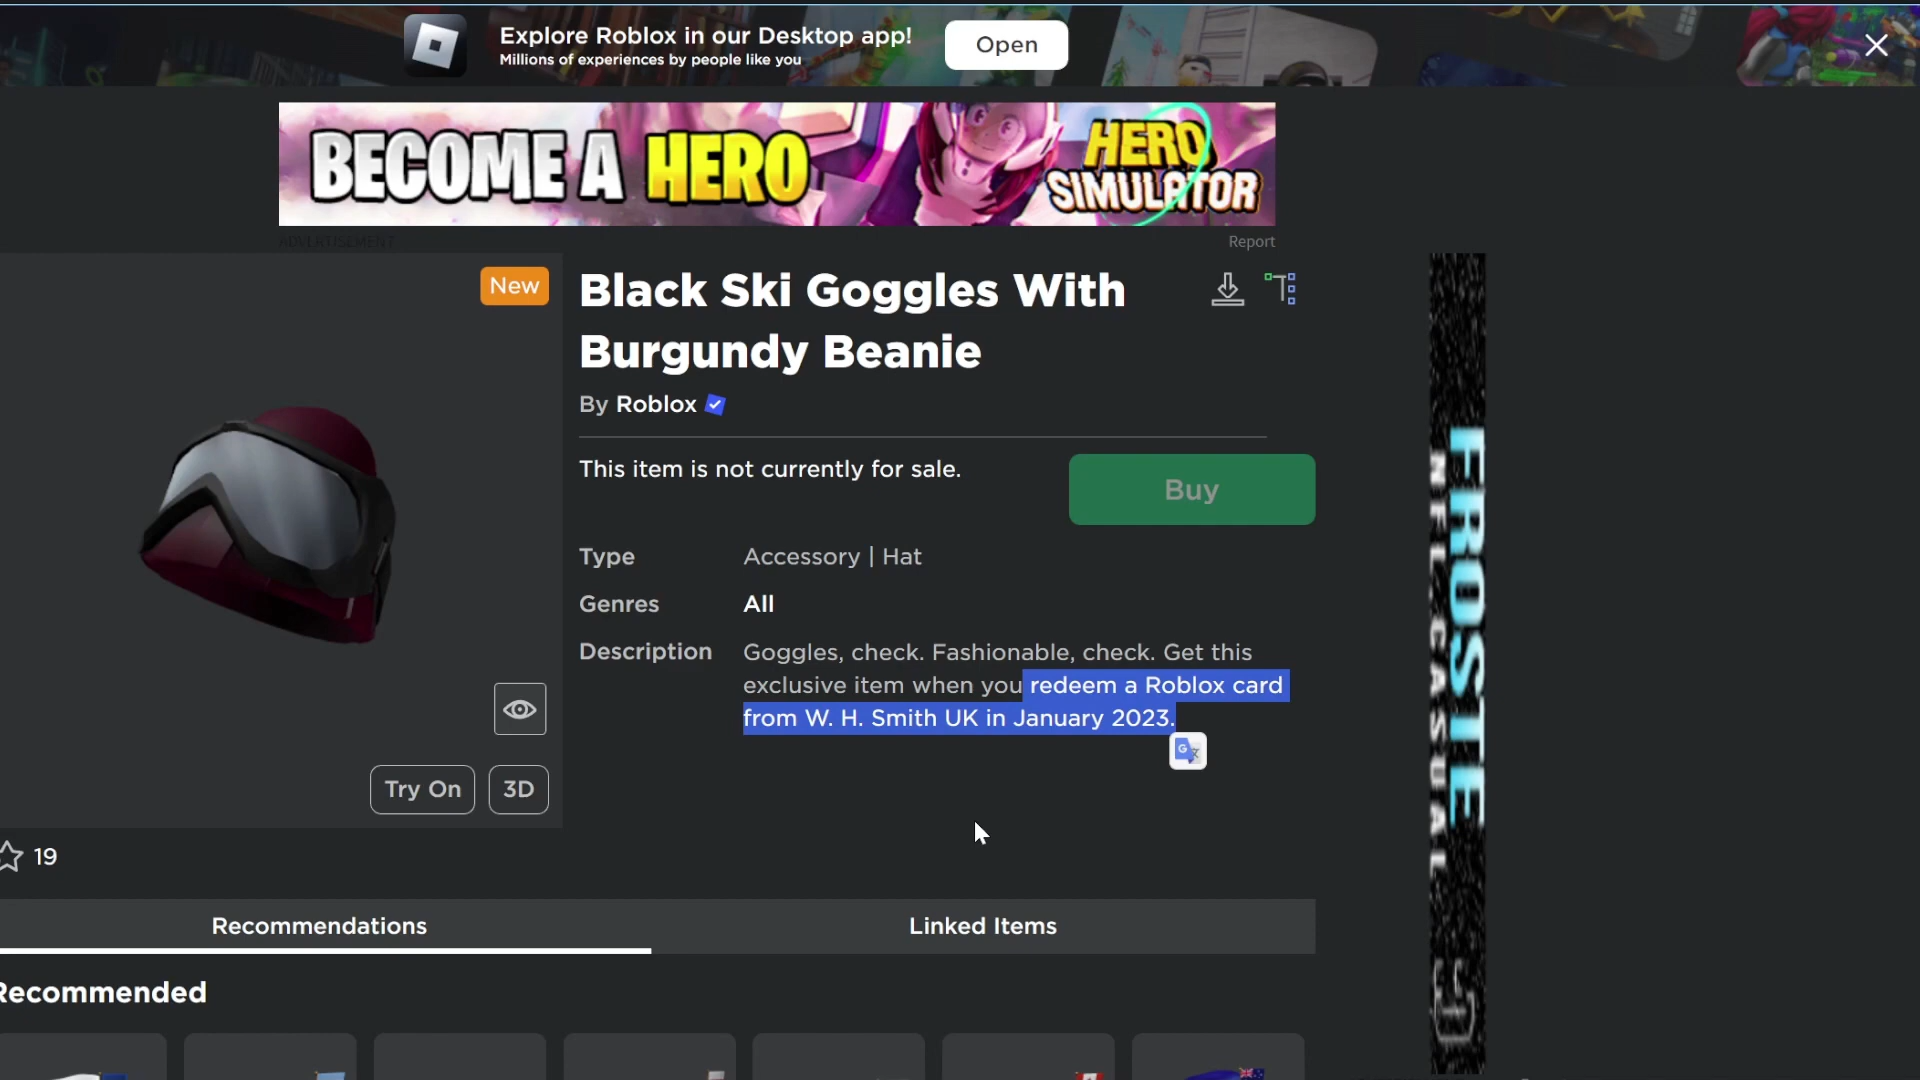 Explore Roblox in our Desktop app!
Millions of experiences by people like you
Open
BECOME A HERO
HERO
SIMULATOR
ADVERTISEMENT
Report
New
Black Ski Goggles With
Burgundy Beanie
By Roblox
This item is not currently for sale.
Buy
Type
Accessory | Hat
Genres
All
Description
Goggles, check. Fashionable, check. Get this
exclusive item when you redeem a Roblox card
from W. H. Smith UK in January 2023.
Try On
3D
19
Recommendations
Linked Items
Recommended